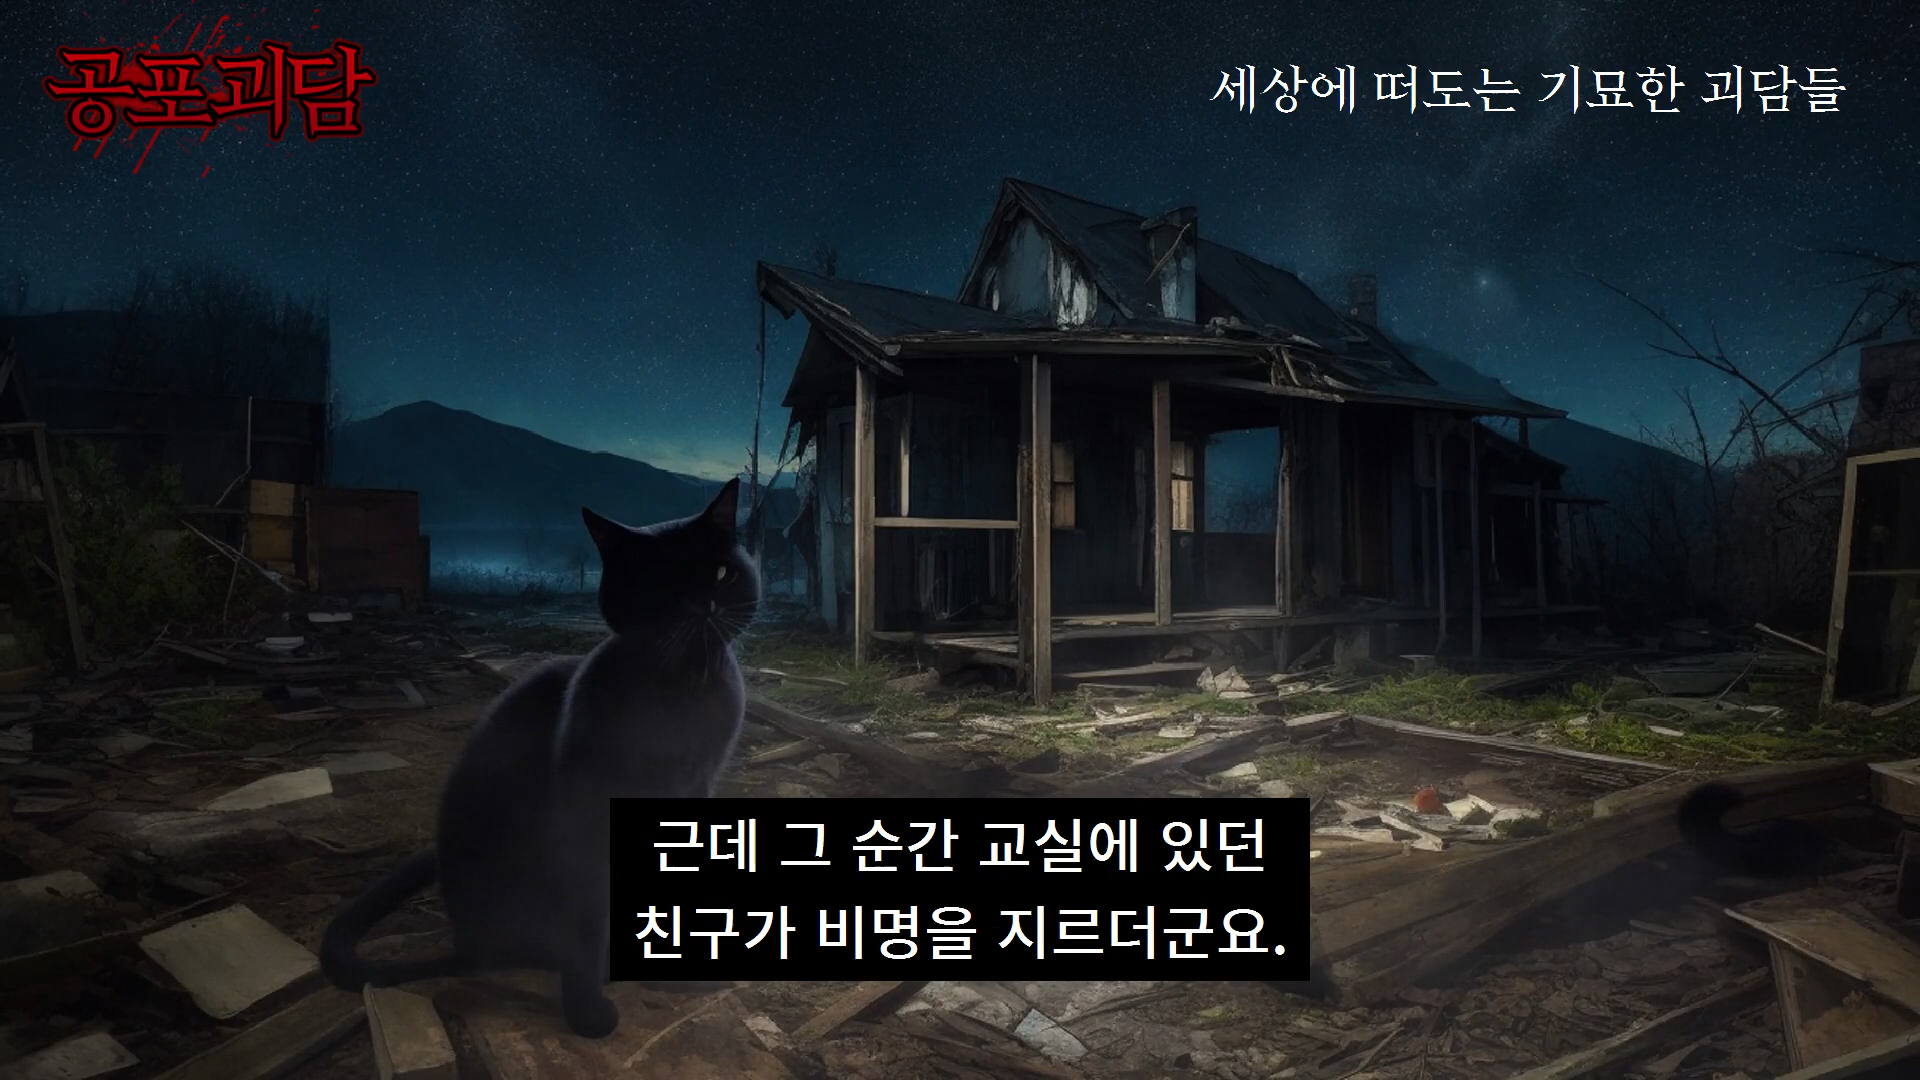 공포괴담
세상에 떠도는 기묘한 괴담들
근데 그 순간 교실에 있던
친구가 비명을 지르더군요.